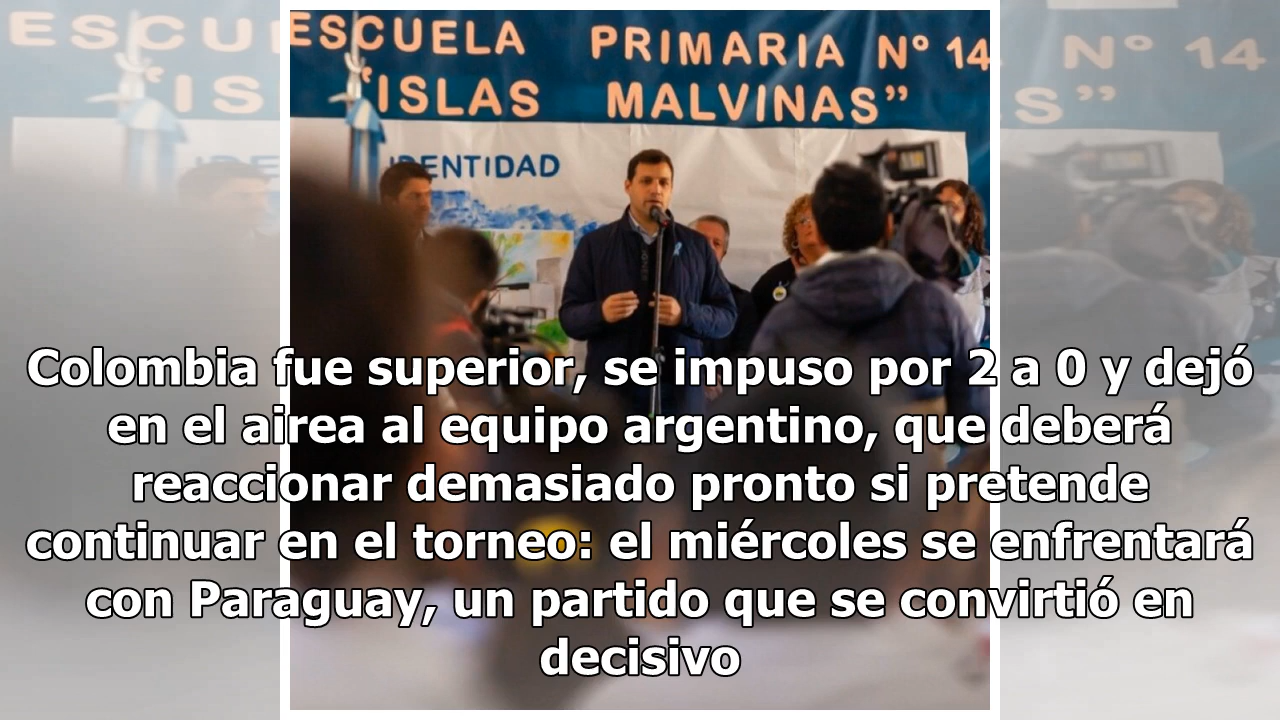 ESCUELA PRIMARIA Nº 14
"ISLAS MALVINAS"
IDENTIDAD
Colombia fue superior, se impuso por 2 a 0 y dejó
en el airea al equipo argentino, que deberá
reaccionar demasiado pronto si pretende
continuar en el torneo: el miércoles se enfrentará
con Paraguay, un partido que se convirtió en
decisivo